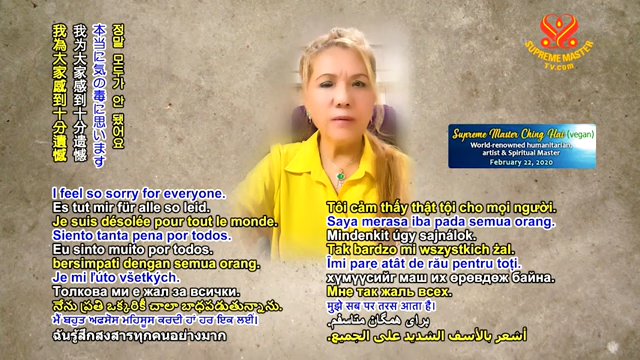 정말 모두가 안 됐어요
本当に気の毒に思います
我为大家感到十分遗憾
我為大家感到十分遺憾
SUPREME MASTER
TV.com
Supreme Master Ching Hai (vegan)
World-renowned humanitarian,
artist & Spiritual Master
February 22, 2020
I feel so sorry for everyone.
Es tut mir für alle so leid.
Je suis désolée pour tout le monde.
Siento tanta pena por todos.
Eu sinto muito por todos.
bersimpati dengan semua orang.
Je mi ľúto všetkých.
Толкова ми е жал за всички.
నేను ప్రతి ఒక్కరికీ చాలా బాధపడుతున్నాను.
ਮੈਂ ਬਹੁਤ ਅਫਸੋਸ ਮਹਿਸੂਸ ਕਰਦੀ ਹਾਂ ਹਰ ਇਕ ਲਈ।
ฉันรู้สึกสงสารทุกคนอย่างมาก
Tôi cảm thấy thật tội cho mọi người.
Saya merasa iba pada semua orang.
Mindenkit úgy sajnálok.
Tak bardzo mi wszystkich żal.
Îmi pare atât de rău pentru toți.
хүмүүсийг маш их өрөвдөж байна.
Мне так жаль всех.
मुझे सब पर तरस आता है।
برای همگان متاسفم.
أشعر بالأسف الشديد على الجميع.